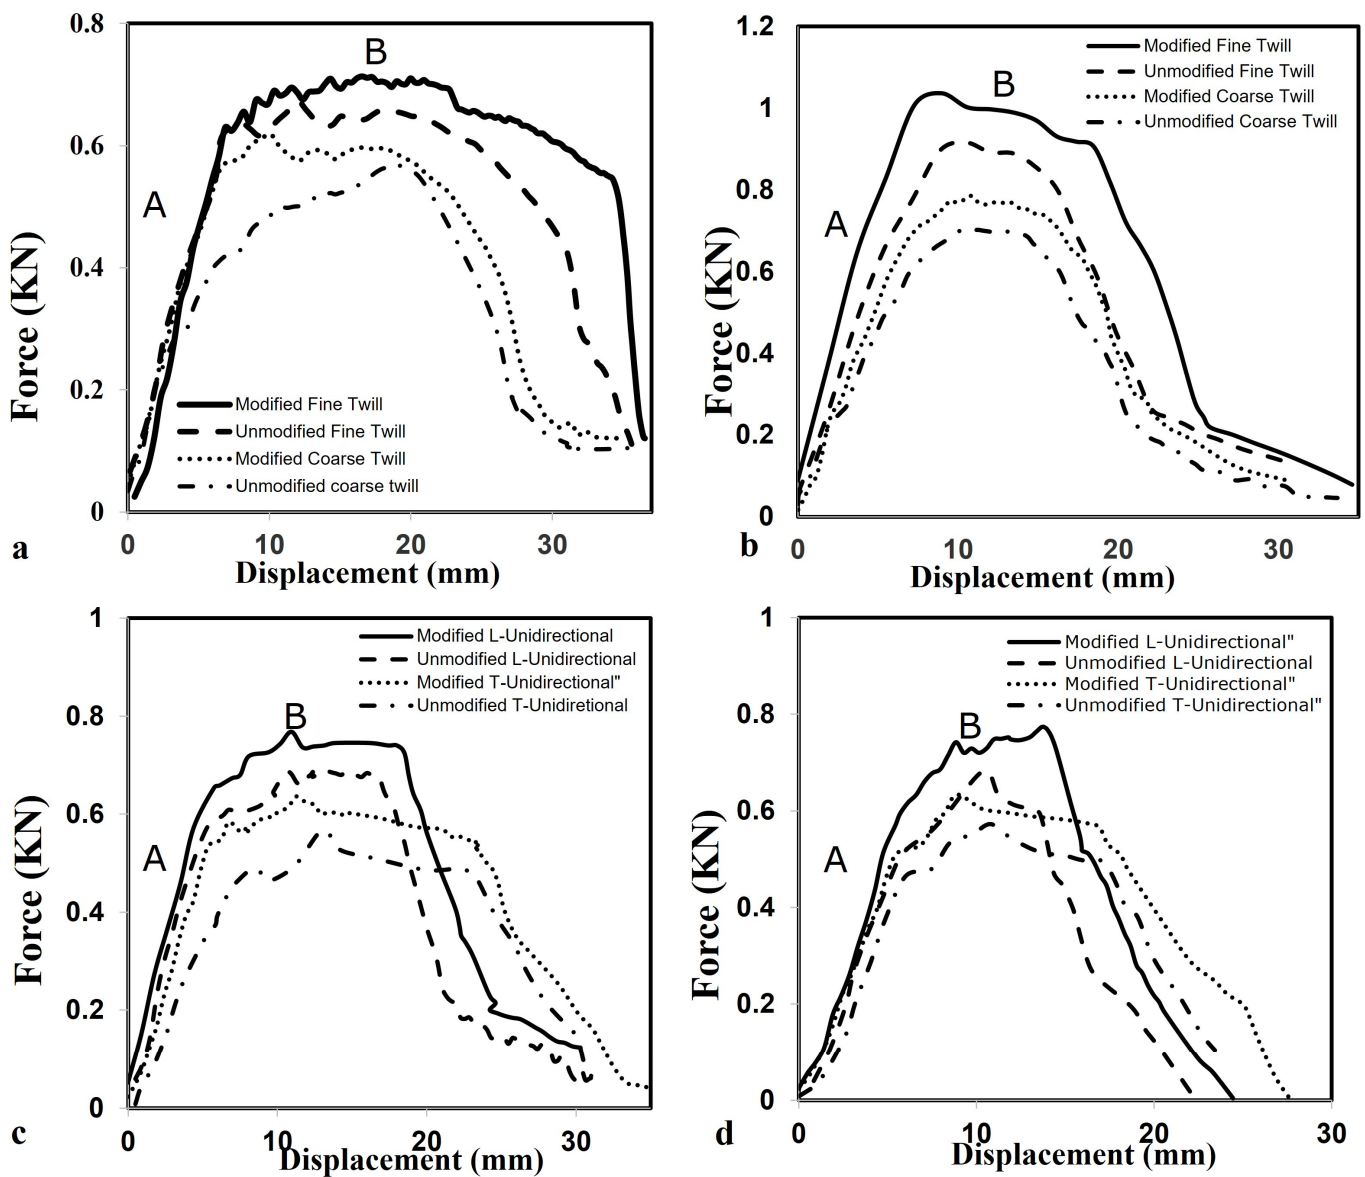 0.8
0.6
0.4
0.2
0
Force (KN)
A
B
Modified Fine Twill
Unmodified Fine Twill
Modified Coarse Twill
Unmodified coarse twill
0 10 20 30
Displacement (mm)
a
1.2
1
0.8
0.6
0.4
0.2
0
Force (KN)
A
B
Modified Fine Twill
Unmodified Fine Twill
Modified Coarse Twill
Unmodified Coarse Twill
0 10 20 30
Displacement (mm)
b
1
0.8
0.6
0.4
0.2
0
Force (KN)
A
B
Modified L-Unidirectional
Unmodified L-Unidirectional
Modified T-Unidirectional"
Unmodified T-Unidiretional
0 10 20 30
Displacement (mm)
c
1
0.8
0.6
0.4
0.2
0
Force (KN)
A
B
Modified L-Unidirectional"
Unmodified L-Unidirectional
Modified T-Unidirectional"
Unmodified T-Unidirectional"
0 10 20 30
Displacement (mm)
d